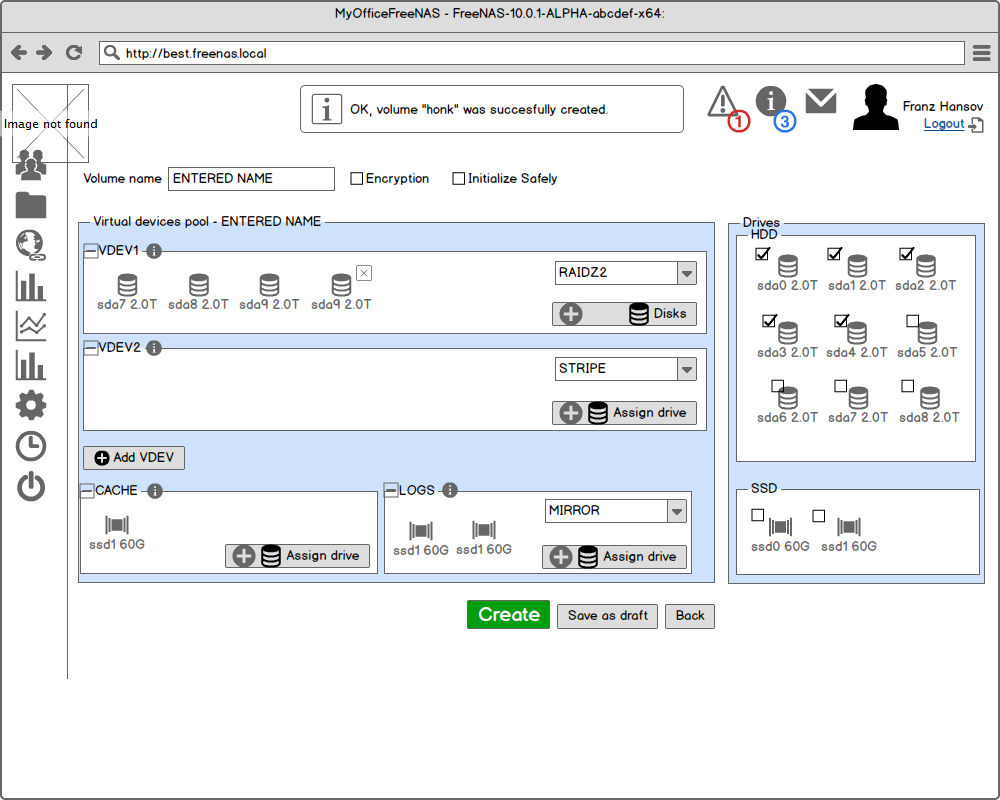 MyOfficeFreeNAS - FreeNAS-10.0.1-ALPHA-abcdef-x64:
http://best.freenas.local
Image not found
OK, volume "honk" was succesfully created.
1
3
Franz Hansov
Logout
Volume name
ENTERED NAME
Encryption
Initialize Safely
Virtual devices pool - ENTERED NAME
VDEV1
sda7 2.0T
sda8 2.0T
sda9 2.0T
sda9 2.0T
RAIDZ2
Disks
VDEV2
STRIPE
Assign drive
Add VDEV
CACHE
ssd1 60G
Assign drive
LOGS
ssd1 60G
ssd1 60G
MIRROR
Assign drive
Drives
HDD
sda0 2.0T
sda1 2.0T
sda2 2.0T
sda3 2.0T
sda4 2.0T
sda5 2.0T
sda6 2.0T
sda7 2.0T
sda8 2.0T
SSD
ssd0 60G
ssd1 60G
Create
Save as draft
Back